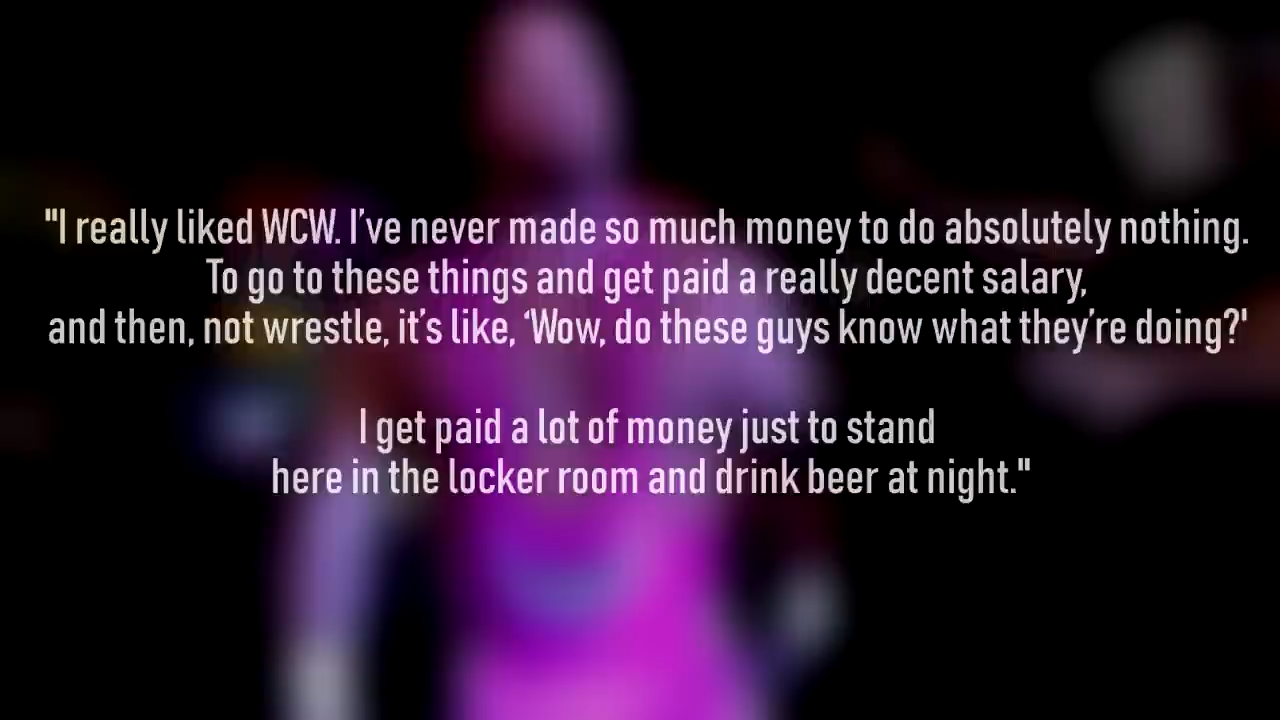 "I really liked WCW. I’ve never made so much money to do absolutely nothing.
To go to these things and get paid a really decent salary,
and then, not wrestle, it’s like, ‘Wow, do these guys know what they’re doing?'
I get paid a lot of money just to stand
here in the locker room and drink beer at night."